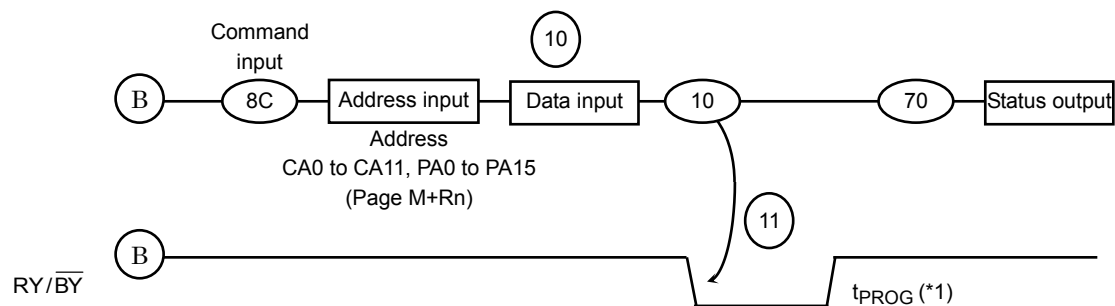 10
Command
input
B 8C Address input Data input 10 70 Status output
Address
CA0 to CA11, PA0 to PA15
(Page M+Rn)
11
B
RY/B̅Y̅ tPROG (*1)